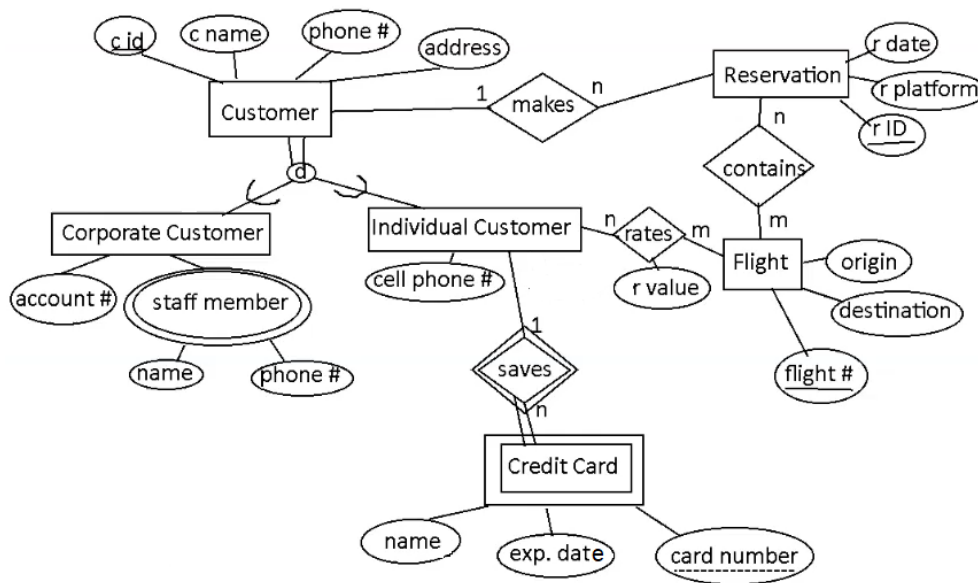 c id
c name
phone #
address
r date
Reservation
r platform
r ID
Customer
1
makes
n
n
contains
m
d
Corporate Customer
Individual Customer
n
rates
m
Flight
origin
destination
flight #
account #
staff member
cell phone #
r value
name
phone #
1
saves
n
Credit Card
name
exp. date
card number